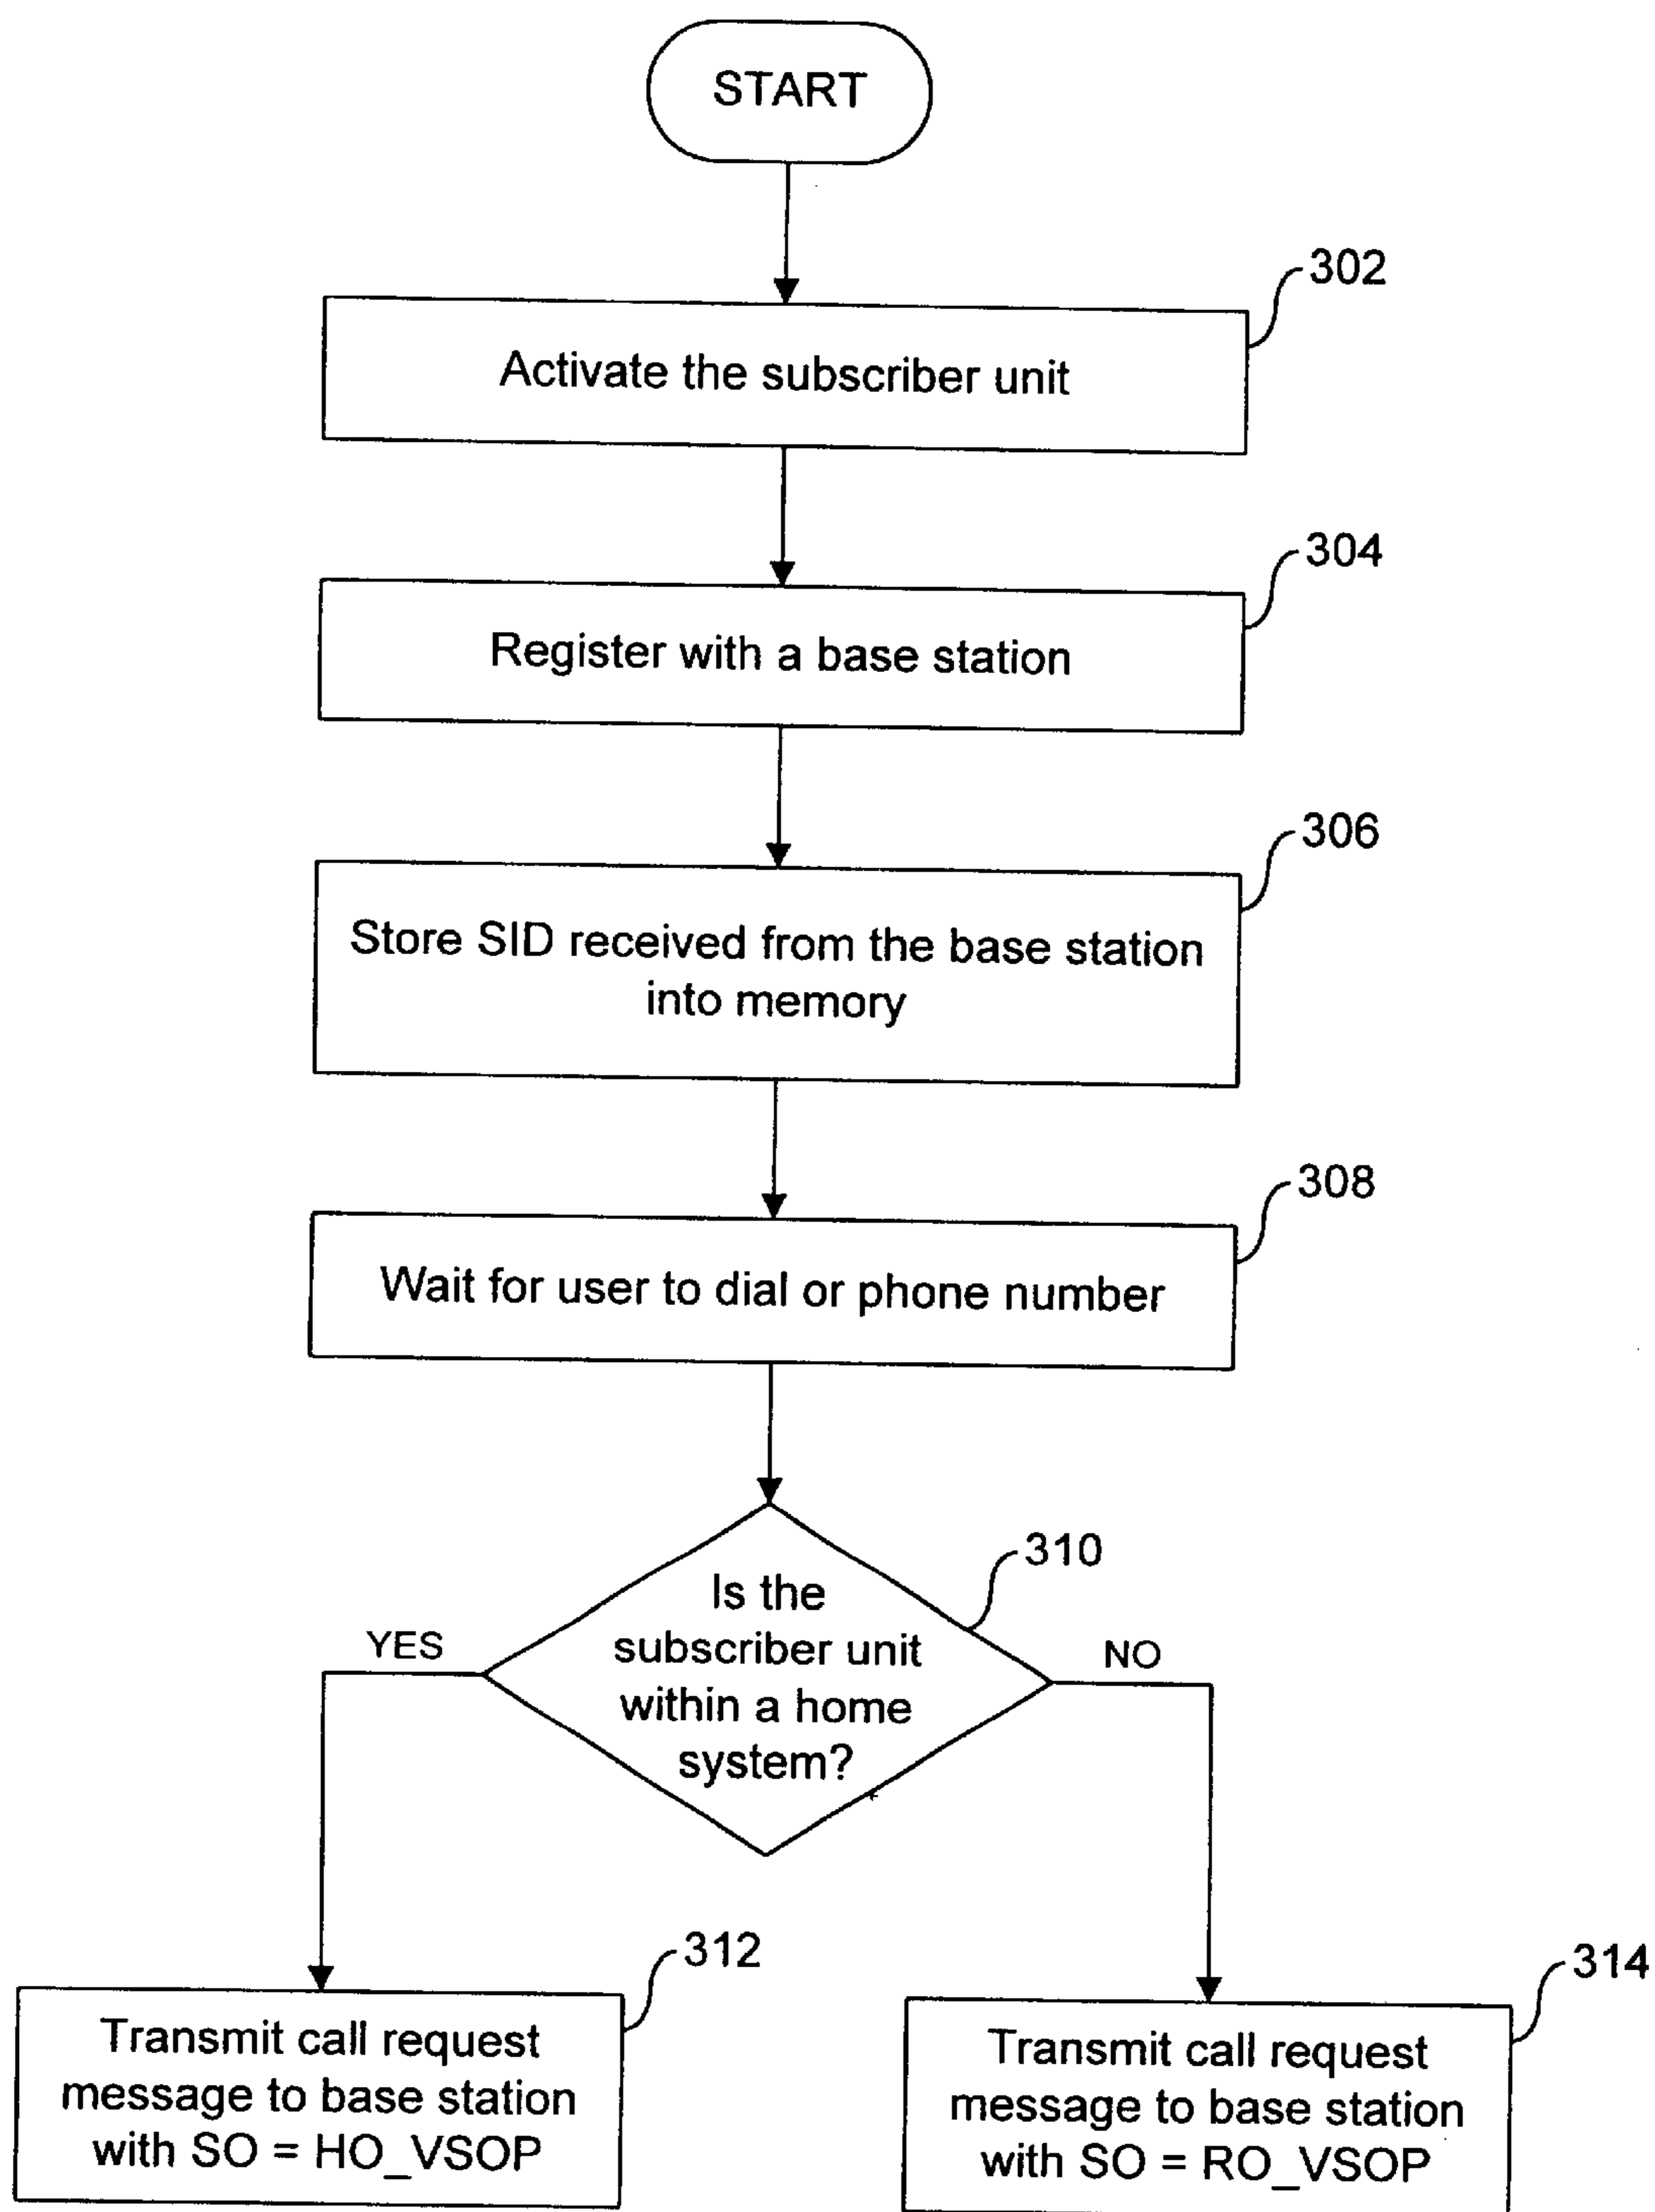 START
302
Activate the subscriber unit
304
Register with a base station
306
Store SID received from the base station
into memory
308
Wait for user to dial or phone number
310
Is the
subscriber unit
within a home
system?
YES
NO
312
Transmit call request
message to base station
with SO = HO_VSOP
314
Transmit call request
message to base station
with SO = RO_VSOP